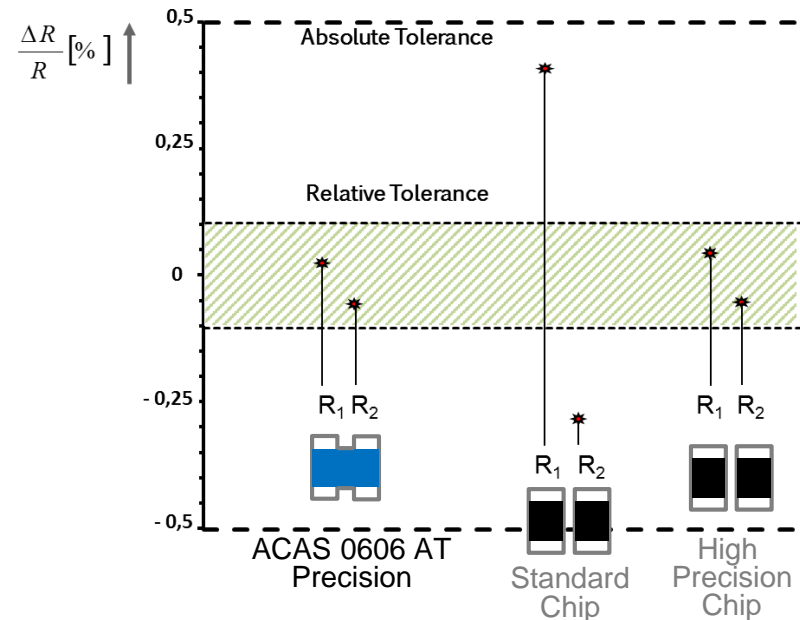 ΔR
R
[%]
0,5
Absolute Tolerance
0,25
Relative Tolerance
0
- 0,25
- 0,5
R₁ R₂
R₁ R₂
R₁ R₂
ACAS 0606 AT
Precision
Standard
Chip
High
Precision
Chip